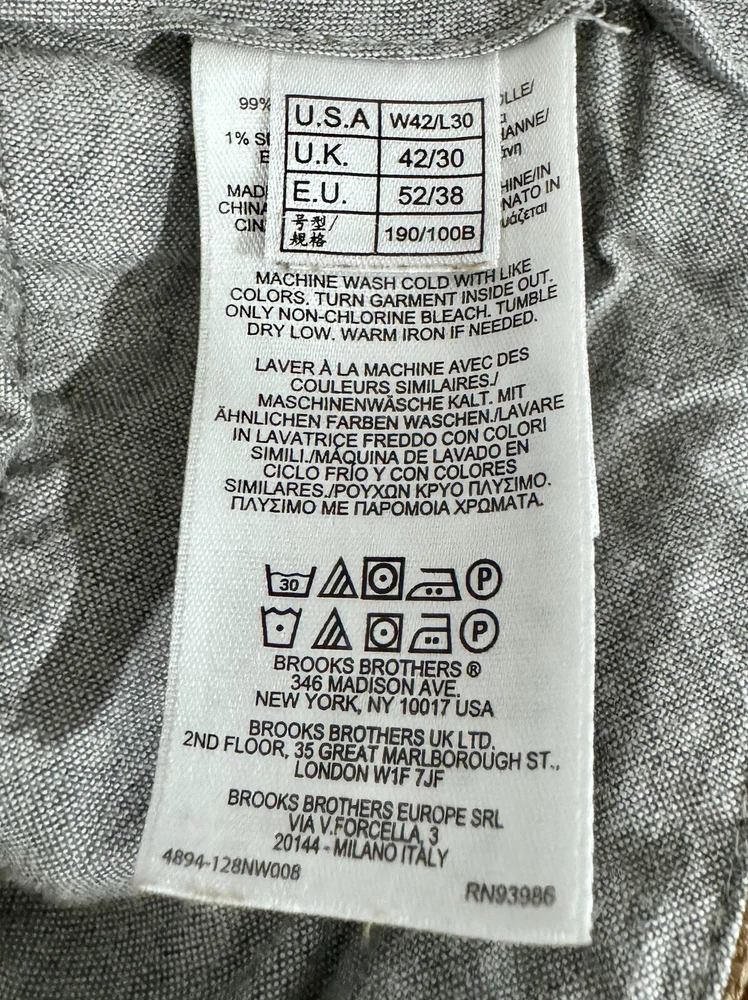 U.S.A W42/L30
U.K. 42/30
E.U. 52/38
号型/ 190/100B
规格
99%
1%
MACHINE WASH COLD WITH LIKE
COLORS. TURN GARMENT INSIDE OUT.
ONLY NON-CHLORINE BLEACH. TUMBLE
DRY LOW. WARM IRON IF NEEDED.
LAVER À LA MACHINE AVEC DES
COULEURS SIMILAIRES./
MASCHINENWÄSCHE KALT. MIT
ÄHNLICHEN FARBEN WASCHEN./LAVARE
IN LAVATRICE FREDDO CON COLORI
SIMILI./MÁQUINA DE LAVADO EN
CICLO FRÍO Y CON COLORES
SIMILARES./ΡΟΥΧΩΝ ΚΡΥΟ ΠΛΥΣΙΜΟ.
ΠΛΥΣΙΜΟ ΜΕ ΠΑΡΟΜΟΙΑ ΧΡΩΜΑΤΑ.
30 P
P
BROOKS BROTHERS ®
346 MADISON AVE.
NEW YORK, NY 10017 USA
BROOKS BROTHERS UK LTD.
2ND FLOOR, 35 GREAT MARLBOROUGH ST.,
LONDON W1F 7JF
BROOKS BROTHERS EUROPE SRL
VIA V.FORCELLA, 3
20144 - MILANO ITALY
4894-128NW008
RN93986